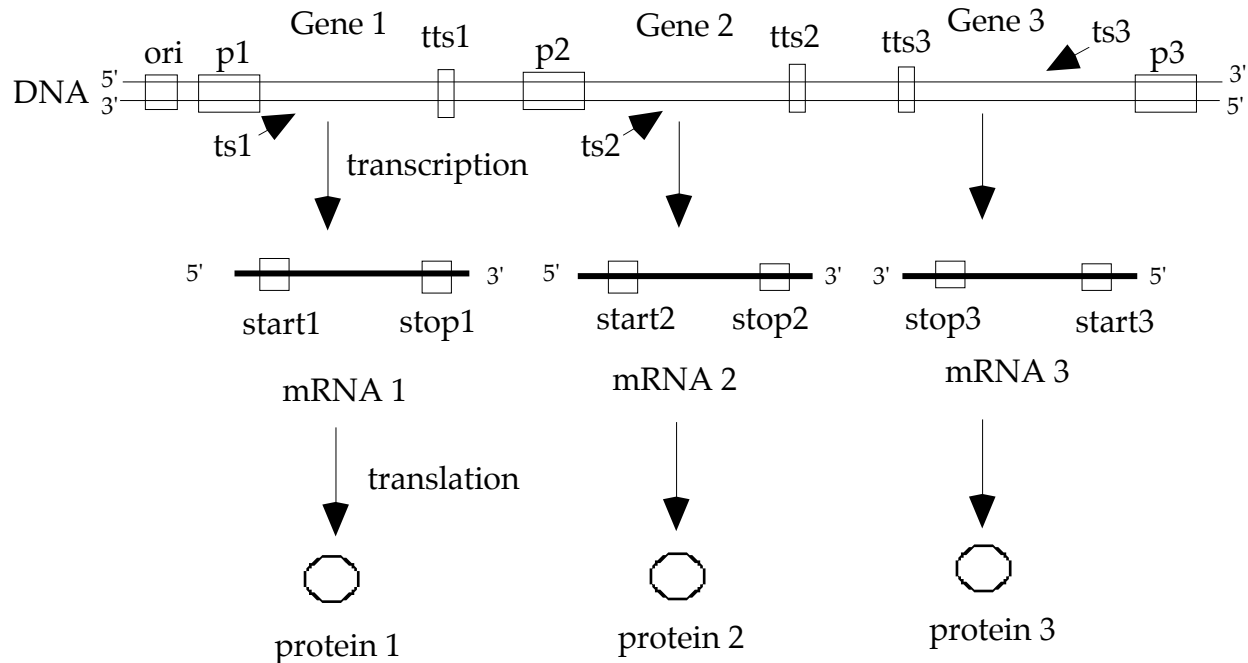 Gene 1 Gene 2 Gene 3
ori p1 tts1 p2 tts2 tts3 ts3 p3
DNA 5' 3'
3' 5'
ts1 ts2
transcription
5' 3' 5' 3' 3' 5'
start1 stop1 start2 stop2 stop3 start3
mRNA 1 mRNA 2 mRNA 3
translation
protein 1 protein 2 protein 3